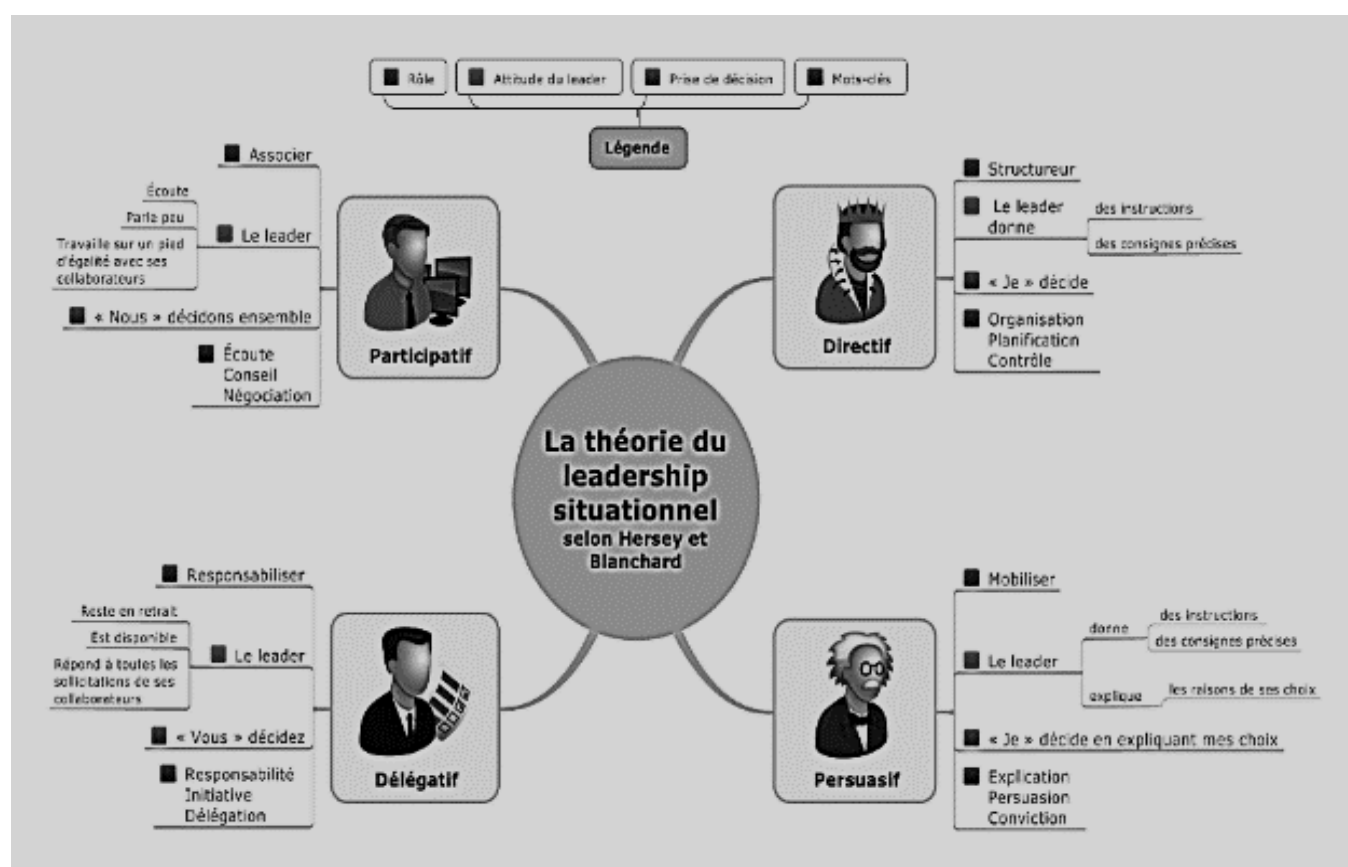 Rôle
Attitude du leader
Prise de décision
Mots-clés
Légende
Associer
Écoute
Parle peu
Travaille sur un pied
d'égalité avec ses
collaborateurs
Le leader
« Nous » décidons ensemble
Écoute
Conseil
Négociation
Participatif
Structureur
Le leader
donne
des instructions
des consignes précises
« Je » décide
Organisation
Planification
Contrôle
Directif
La théorie du
leadership
situationnel
selon Hersey et
Blanchard
Responsabiliser
Reste en retrait
Est disponible
Répond à toutes les
sollicitations de ses
collaborateurs
Le leader
« Vous » décidez
Responsabilité
Initiative
Délégation
Délégatif
Mobiliser
Le leader
donne
des instructions
des consignes précises
explique
les raisons de ses choix
« Je » décide en expliquant mes choix
Explication
Persuasion
Conviction
Persuasif